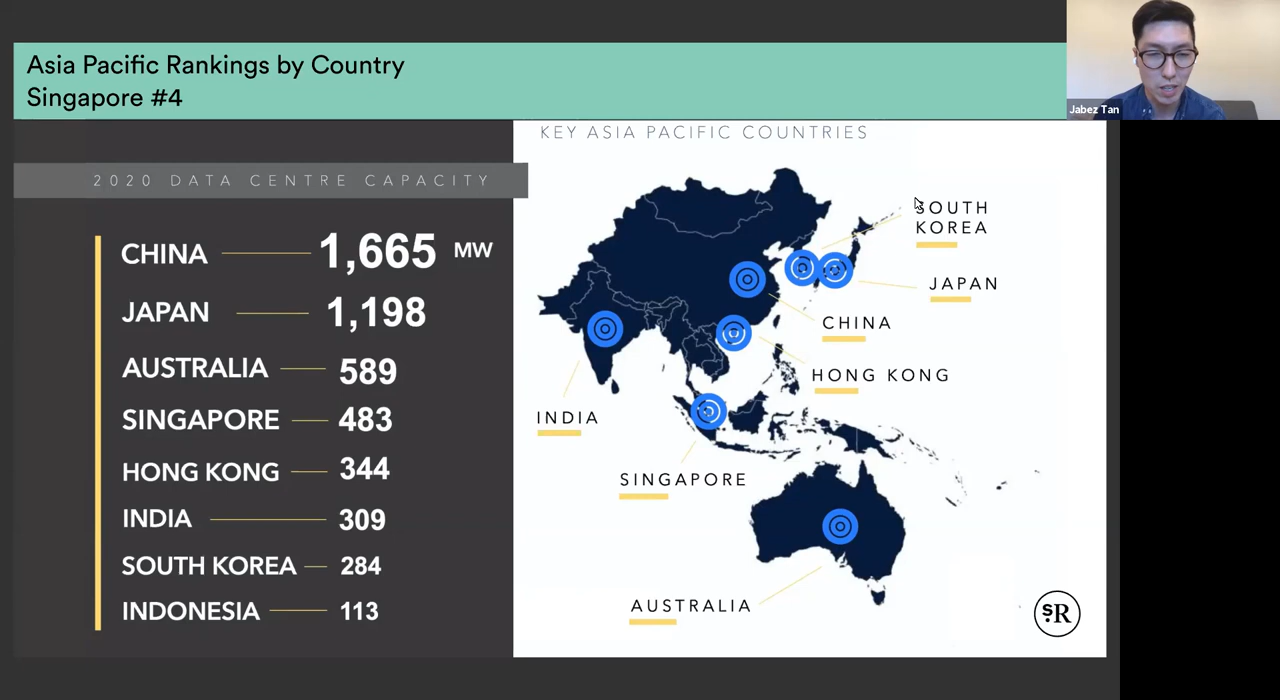 Asia Pacific Rankings by Country
Singapore #4
Jabez Tan
KEY ASIA PACIFIC COUNTRIES
2020 DATA CENTRE CAPACITY
CHINA 1,665 MW
JAPAN 1,198
AUSTRALIA 589
SINGAPORE 483
HONG KONG 344
INDIA 309
SOUTH KOREA 284
INDONESIA 113
SOUTH
KOREA
JAPAN
CHINA
HONG KONG
INDIA
SINGAPORE
AUSTRALIA
sR